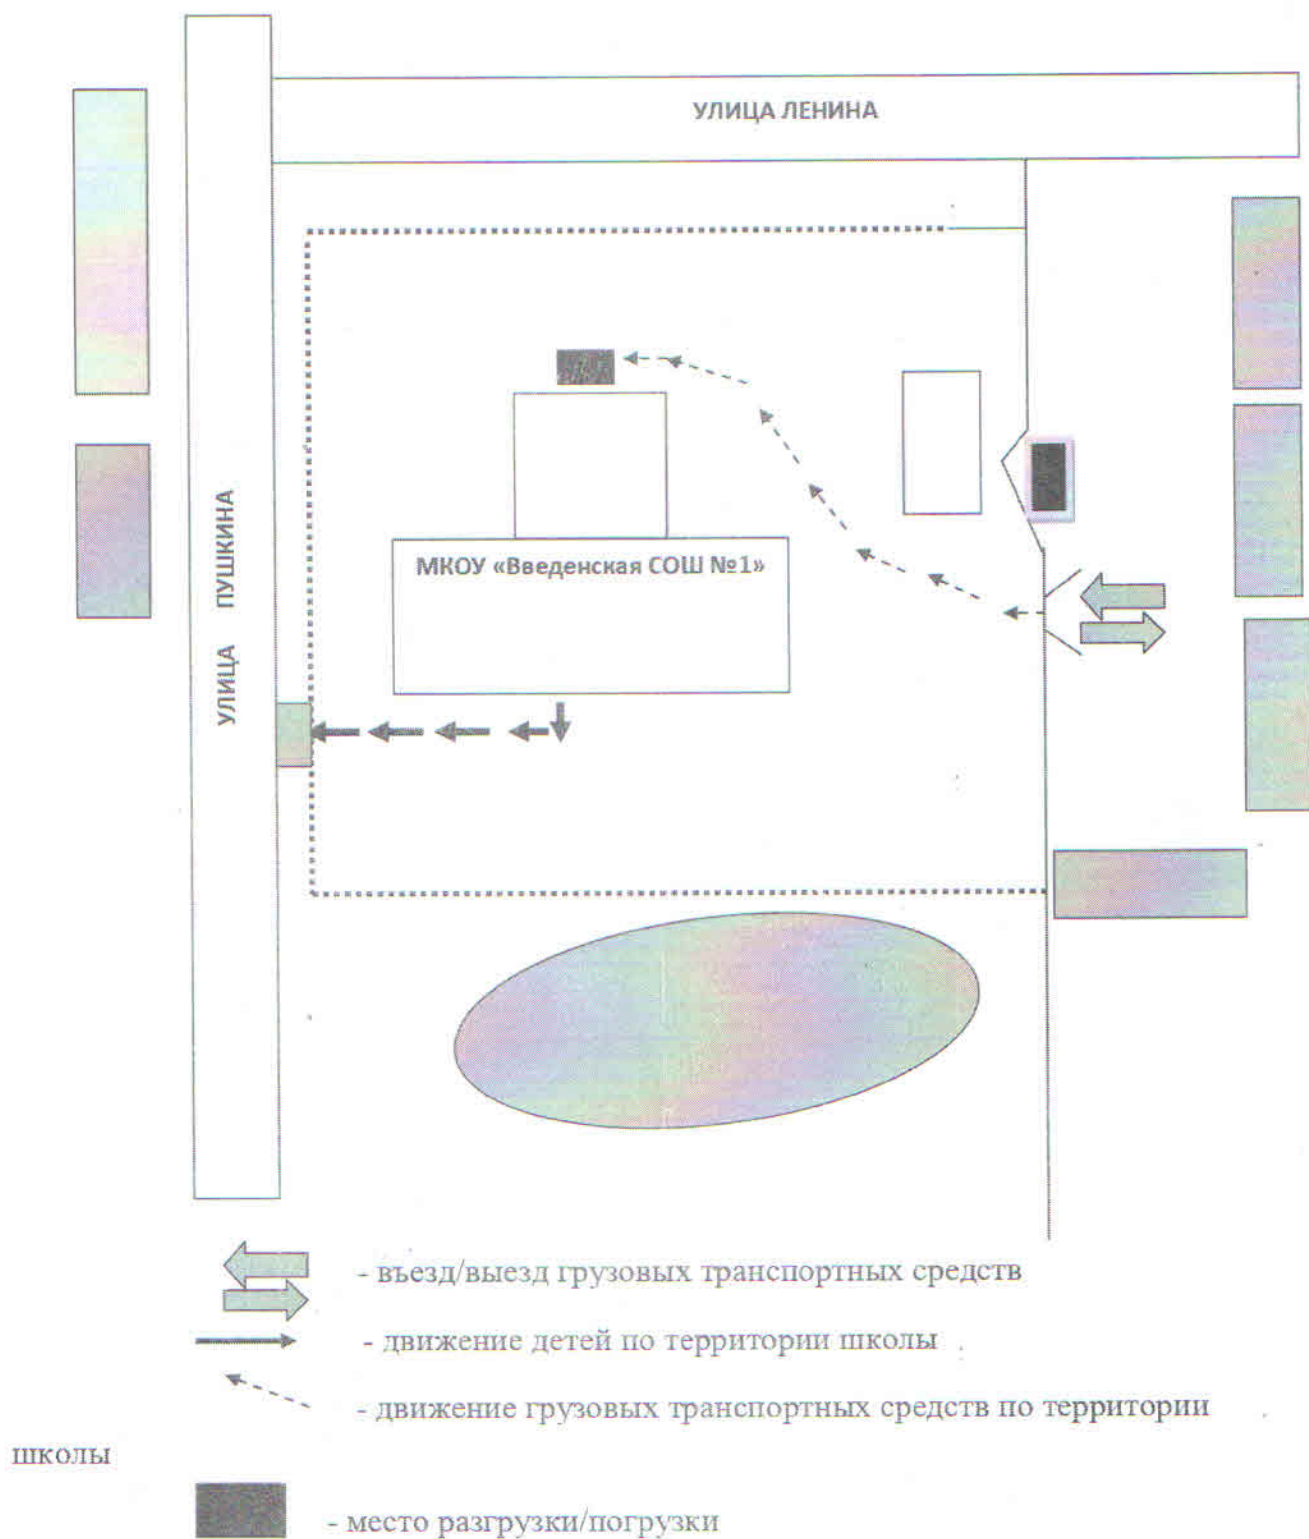 УЛИЦА ЛЕНИНА
УЛИЦА ПУШКИНА
МКОУ «Введенская СОШ №1»
- въезд/выезд грузовых транспортных средств
- движение детей по территории школы
- движение грузовых транспортных средств по территории
школы
- место разгрузки/погрузки